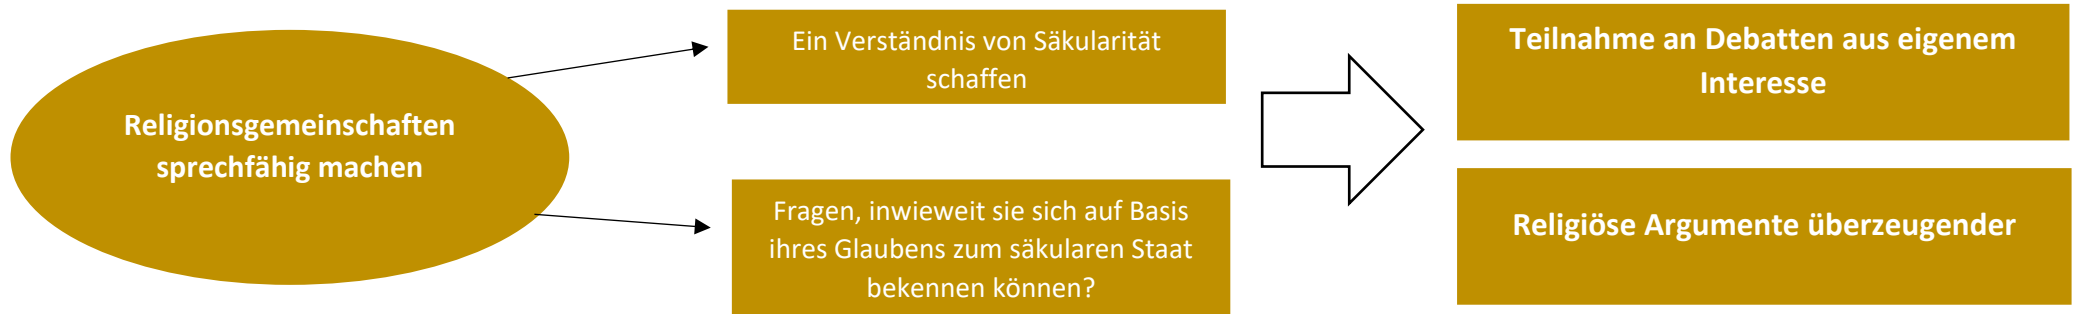 Religionsgemeinschaften
sprechfähig machen
Ein Verständnis von Säkularität
schaffen
Fragen, inwieweit sie sich auf Basis
ihres Glaubens zum säkularen Staat
bekennen können?
Teilnahme an Debatten aus eigenem
Interesse
Religiöse Argumente überzeugender